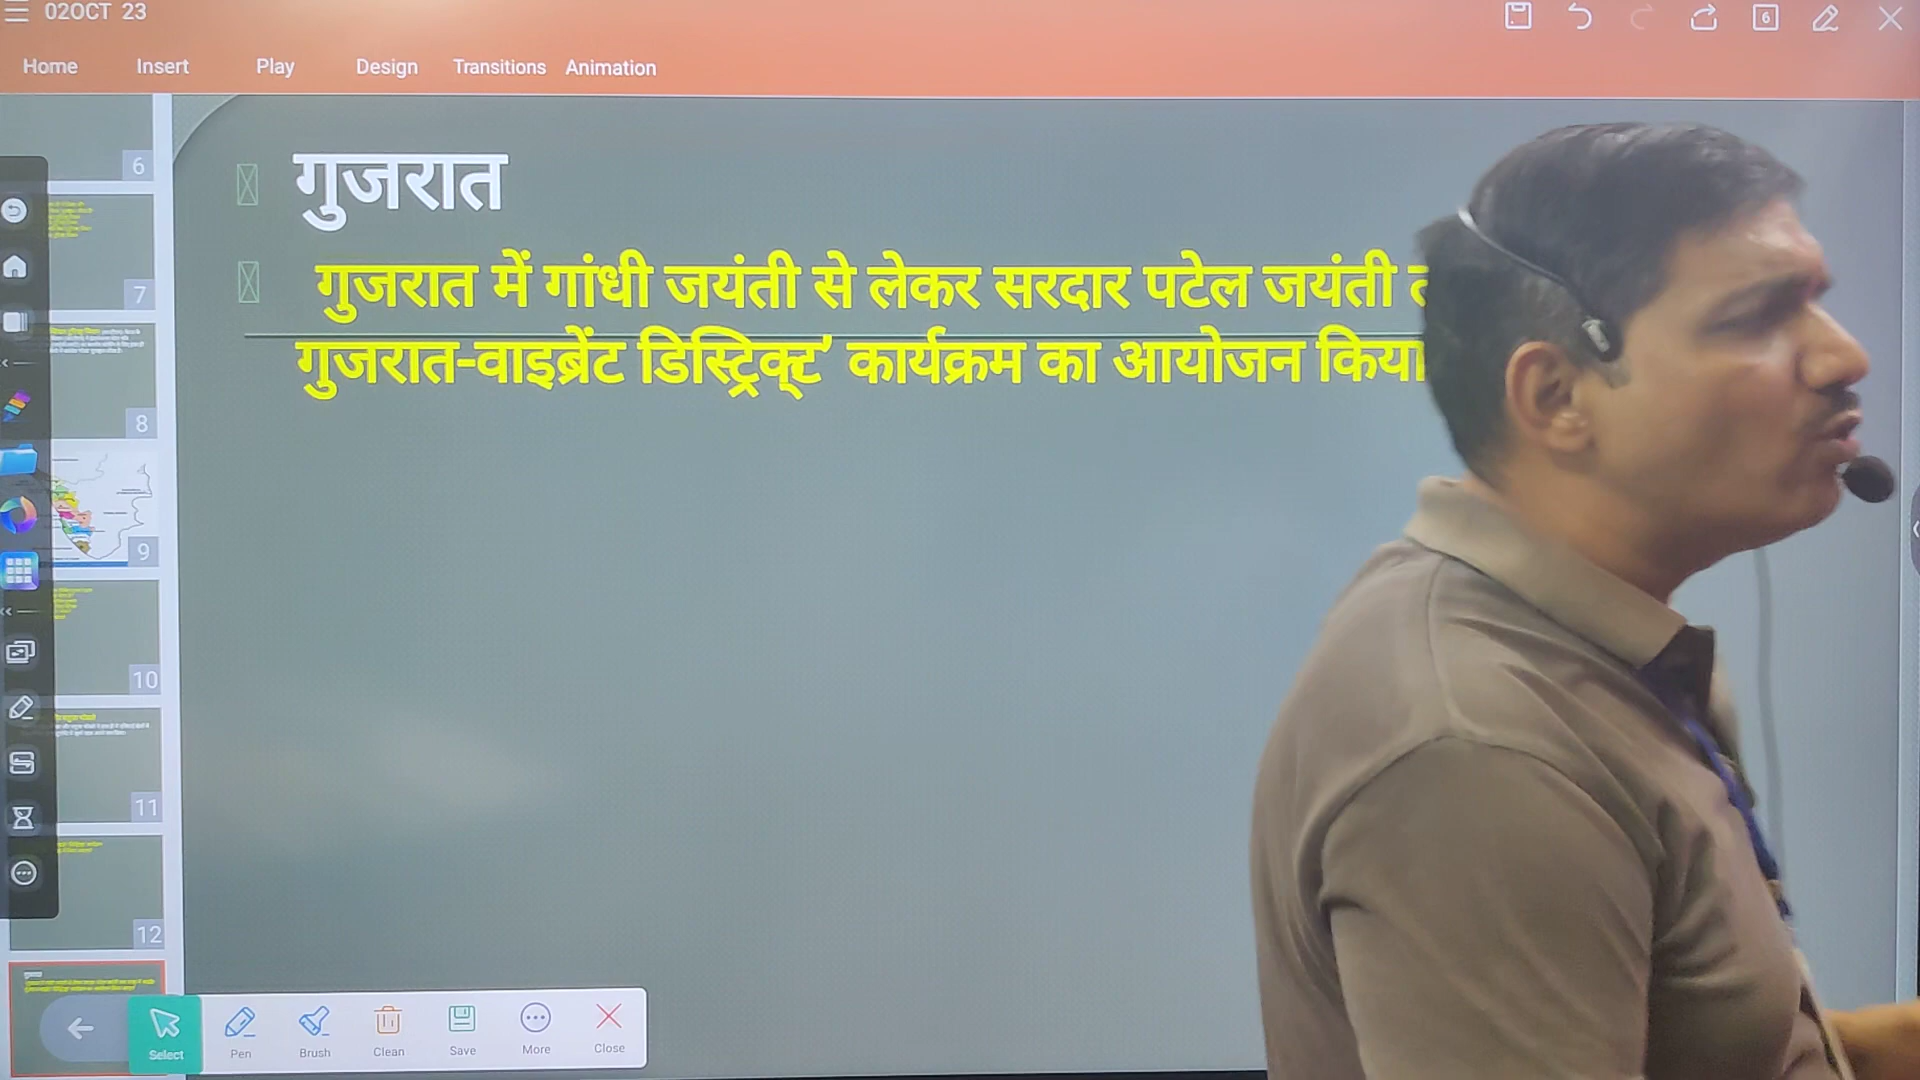 02OCT 23
6
Home Insert Play Design Transitions Animation
6
7
8
9
10
11
12
गुजरात
गुजरात में गांधी जयंती से लेकर सरदार पटेल जयंती
गुजरात-वाइब्रेंट डिस्ट्रिक्ट' कार्यक्रम का आयोजन किया
Select Pen Brush Clean Save More Close